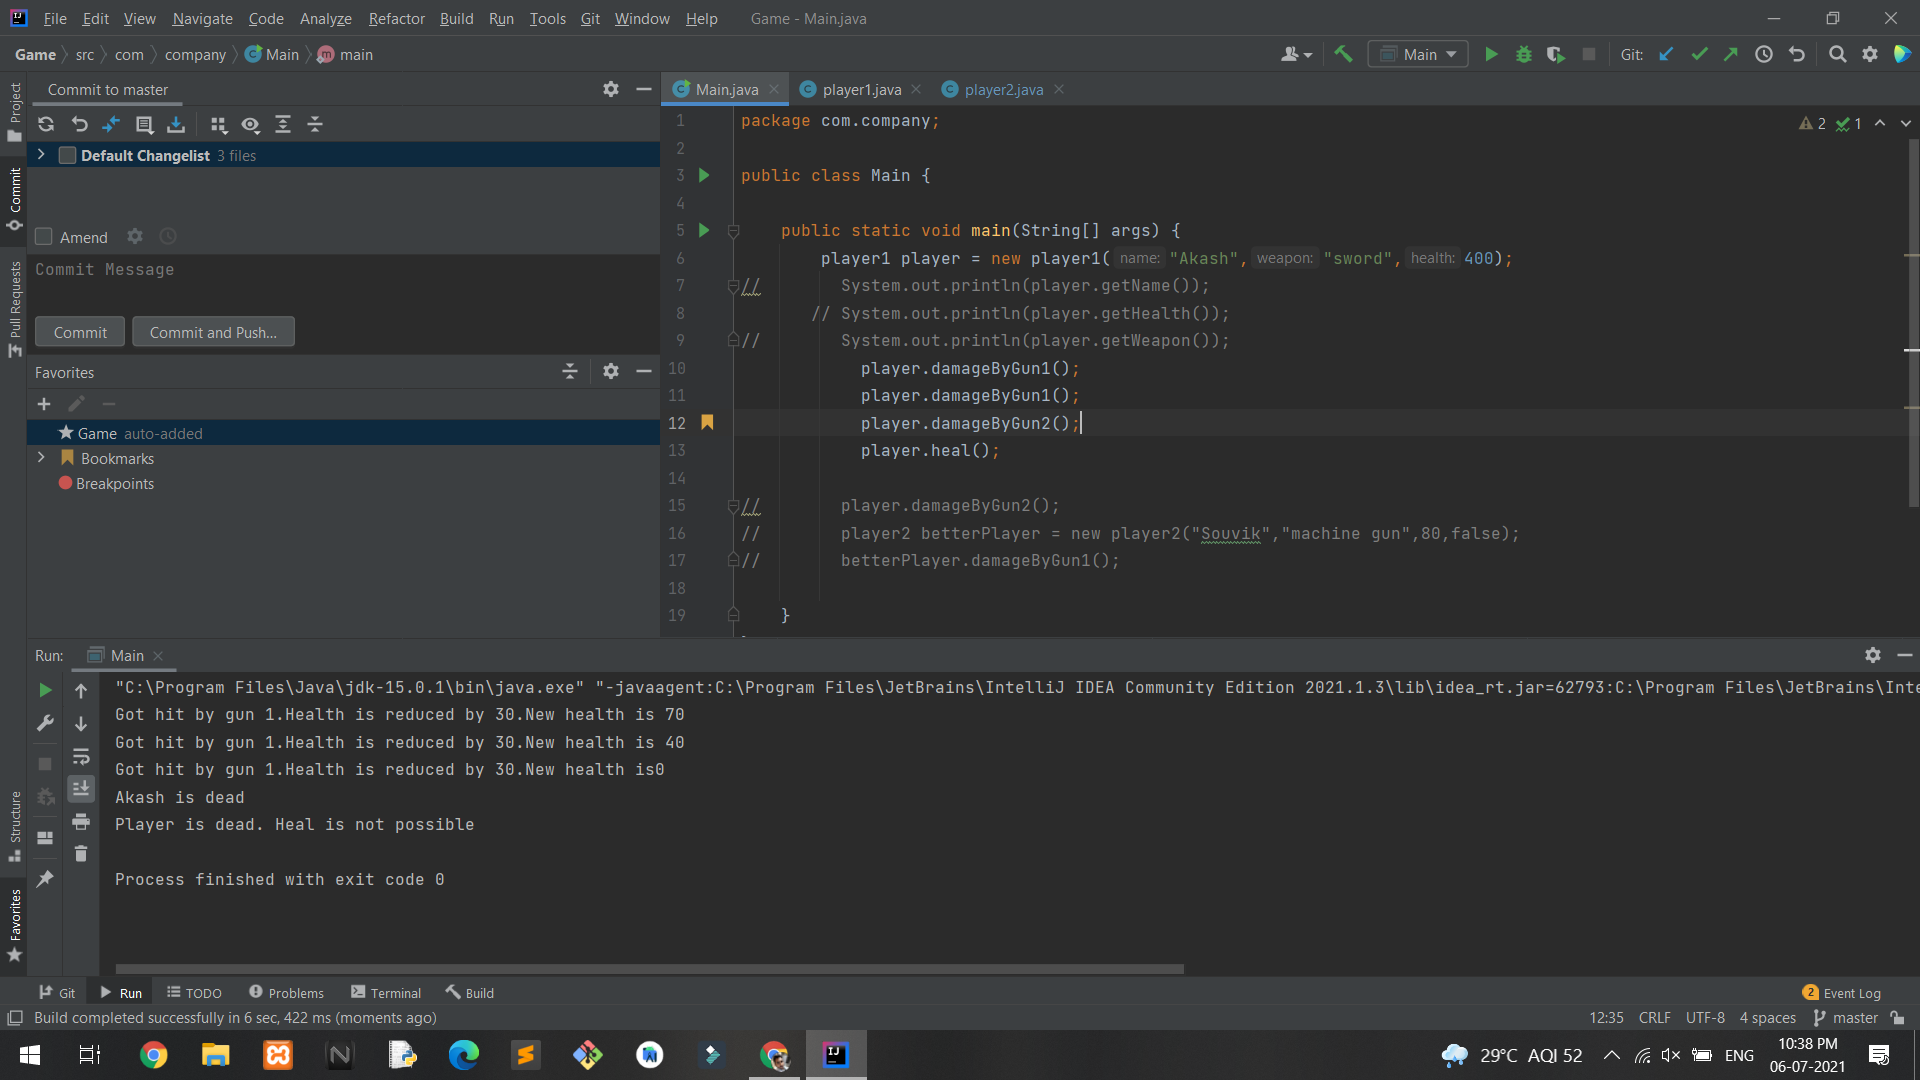 File Edit View Navigate Code Analyze Refactor Build Run Tools Git Window Help Game - Main.java
Game src com company Main main
Main Git:
Project
Commit
Pull Requests
Structure
Favorites
Commit to master
Default Changelist 3 files
Amend
Commit Message
Commit Commit and Push...
Favorites
Game auto-added
Bookmarks
Breakpoints
Main.java player1.java player2.java
2 1
1 package com.company;
2
3 public class Main {
4
5 public static void main(String[] args) {
6 player1 player = new player1( name: "Akash", weapon: "sword", health: 400);
7 // System.out.println(player.getName());
8 // System.out.println(player.getHealth());
9 // System.out.println(player.getWeapon());
10 player.damageByGun1();
11 player.damageByGun1();
12 player.damageByGun2();
13 player.heal();
14
15 // player.damageByGun2();
16 // player2 betterPlayer = new player2("Souvik","machine gun",80,false);
17 // betterPlayer.damageByGun1();
18
19 }
Run: Main
"C:\Program Files\Java\jdk-15.0.1\bin\java.exe" "-javaagent:C:\Program Files\JetBrains\IntelliJ IDEA Community Edition 2021.1.3\lib\idea_rt.jar=62793:C:\Program Files\JetBrains\Inte
Got hit by gun 1.Health is reduced by 30.New health is 70
Got hit by gun 1.Health is reduced by 30.New health is 40
Got hit by gun 1.Health is reduced by 30.New health is0
Akash is dead
Player is dead. Heal is not possible
Process finished with exit code 0
Git Run TODO Problems Terminal Build 2 Event Log
Build completed successfully in 6 sec, 422 ms (moments ago) 12:35 CRLF UTF-8 4 spaces master
29°C AQI 52 ENG 10:38 PM
06-07-2021